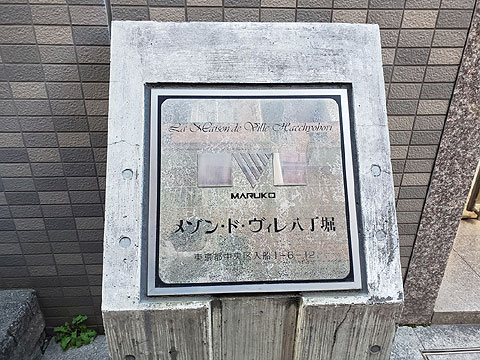 La Maison de Ville Hacchyobori
MARUKO
メゾン・ド・ヴィレ八丁堀
東京都中央区入船1-6-12